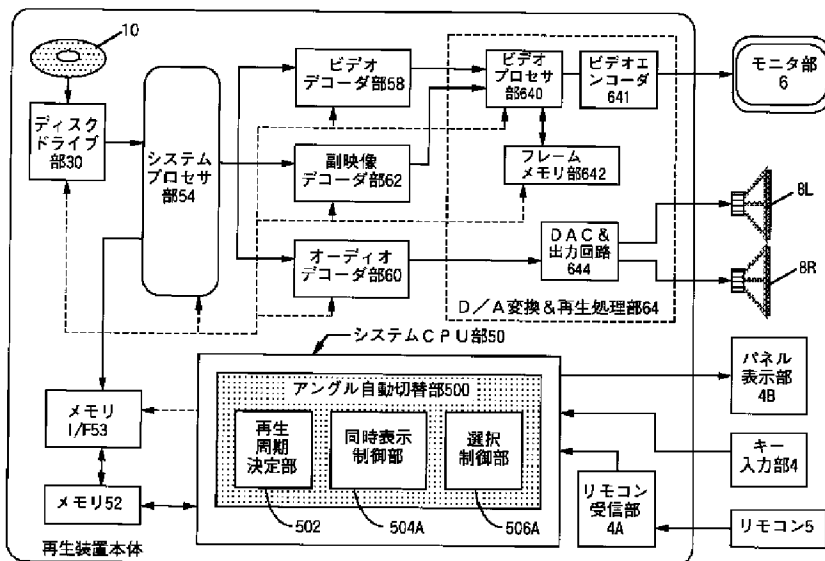 10
ディスク
ドライブ
部30
システム
プロセサ
部54
ビデオ
デコーダ部58
副映像
デコーダ部62
オーディオ
デコーダ部60
ビデオ
プロセサ
部640
ビデオエ
ンコーダ
641
フレーム
メモリ部642
DAC&
出力回路
644
D/A変換&再生処理部64
モニタ部
6
8L
8R
システムCPU部50
アングル自動切替部500
再生
周期
決定部
同時表示
制御部
選択
制御部
502
504A
506A
メモリ
I/F53
メモリ52
再生装置本体
リモコン
受信部
4A
パネル
表示部
4B
キー
入力部4
リモコン5